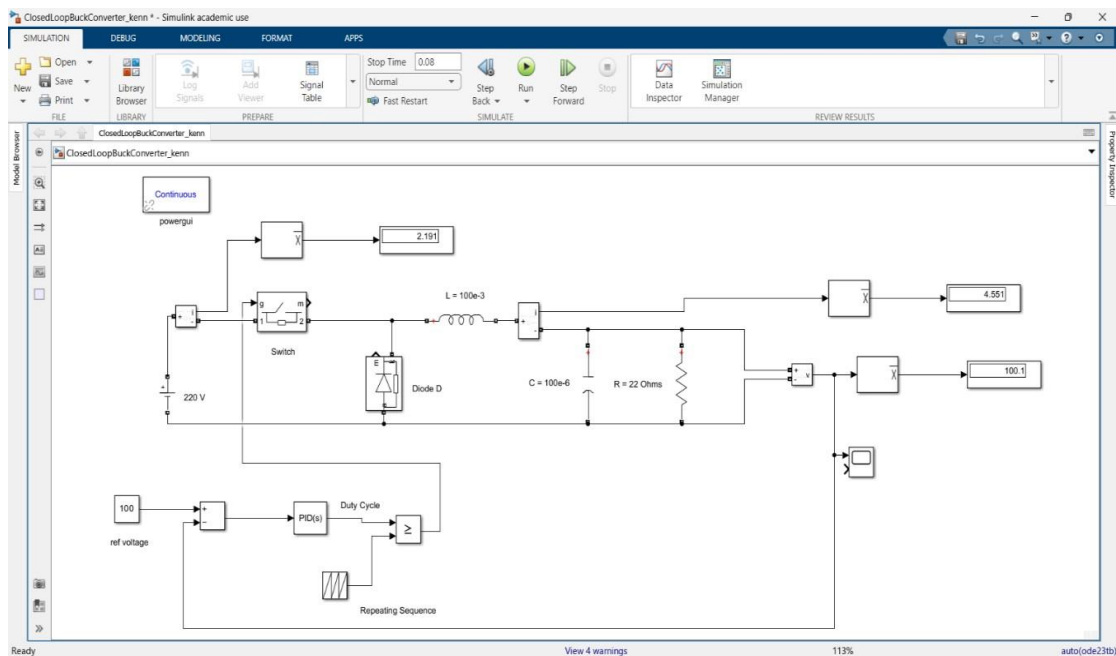 ClosedLoopBuckConverter_kenn * - Simulink academic use
SIMULATION DEBUG MODELING FORMAT APPS
New
Open
Save
Print
FILE
Library Browser
LIBRARY
Log Signals
Add Viewer
Signal Table
PREPARE
Stop Time 0.08
Normal
Fast Restart
Step Back
Run
Step Forward
Stop
SIMULATE
Data Inspector
Simulation Manager
REVIEW RESULTS
ClosedLoopBuckConverter_kenn
ClosedLoopBuckConverter_kenn
Model Browser
Property Inspector
Continuous
powergui
2.191
g m
1 2
Switch
i
+
-
L = 100e-3
+
i
+
-
4.551
E
Diode D
+
C = 100e-6
+
R = 22 Ohms
+
-
v
100.1
+
220 V
100
ref voltage
+
−
PID(s)
Duty Cycle
≥
Repeating Sequence
Ready
View 4 warnings
113%
auto(ode23tb)